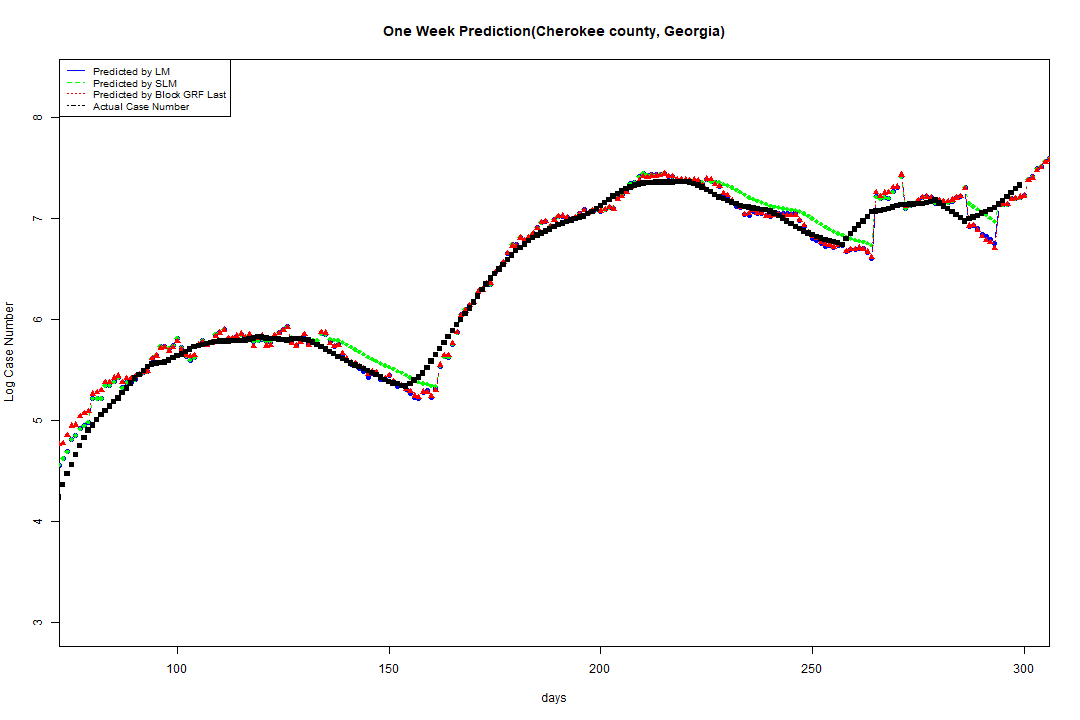 One Week Prediction(Cherokee county, Georgia)
Predicted by LM
Predicted by SLM
Predicted by Block GRF Last
Actual Case Number
8
7
6
5
4
3
Log Case Number
100 150 200 250 300
days